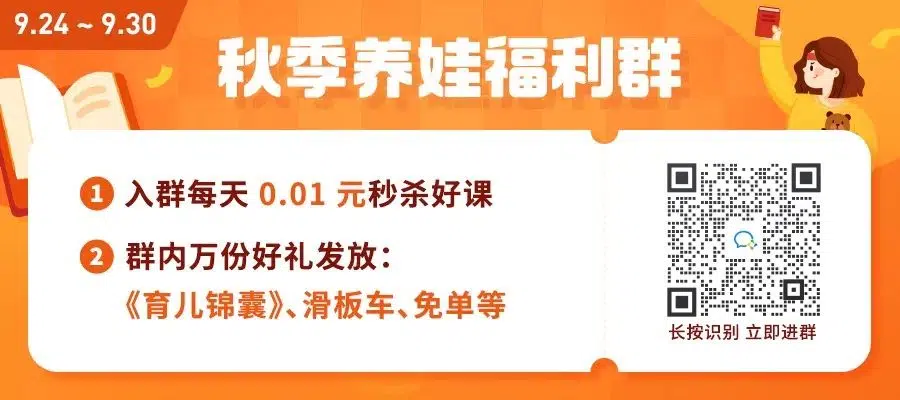 9.24 ~ 9.30
秋季养娃福利群
1 入群每天 0.01 元秒杀好课
2 群内万份好礼发放：
《育儿锦囊》、滑板车、免单等
长按识别 立即进群